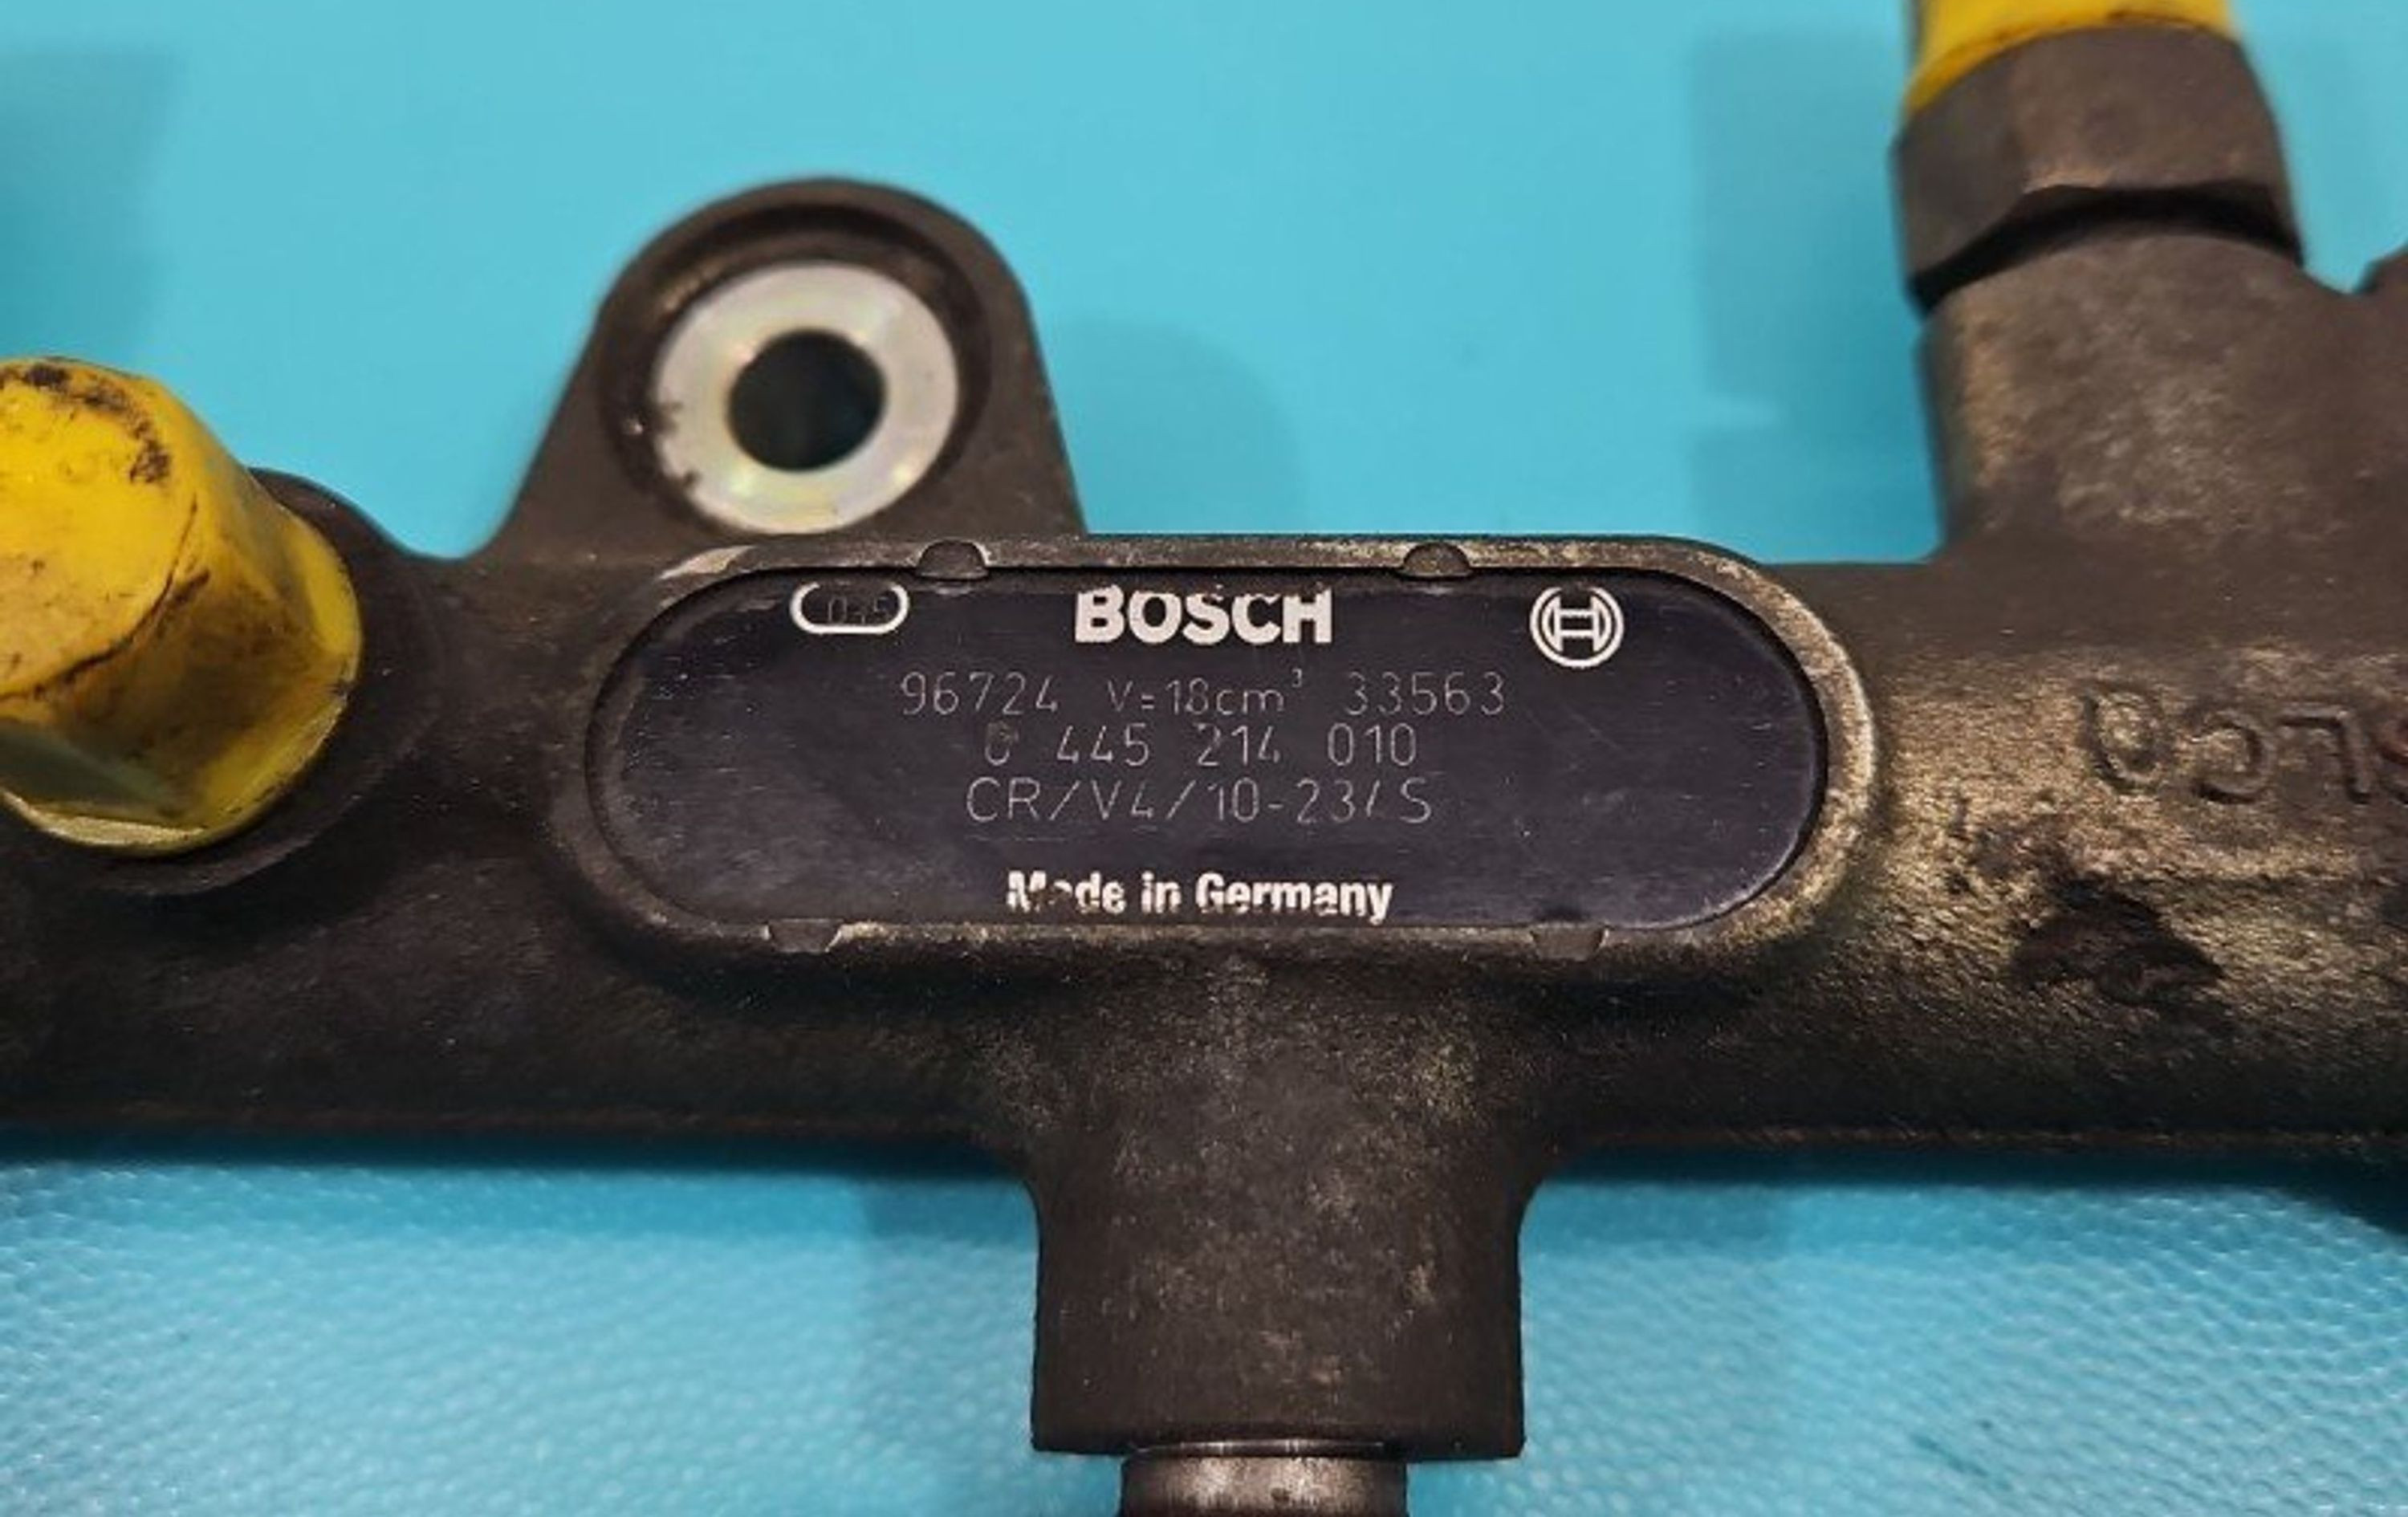 BOSCH
96724 V=18cm³ 33563
0 445 214 010
CR/V4/10-23/S
Made in Germany